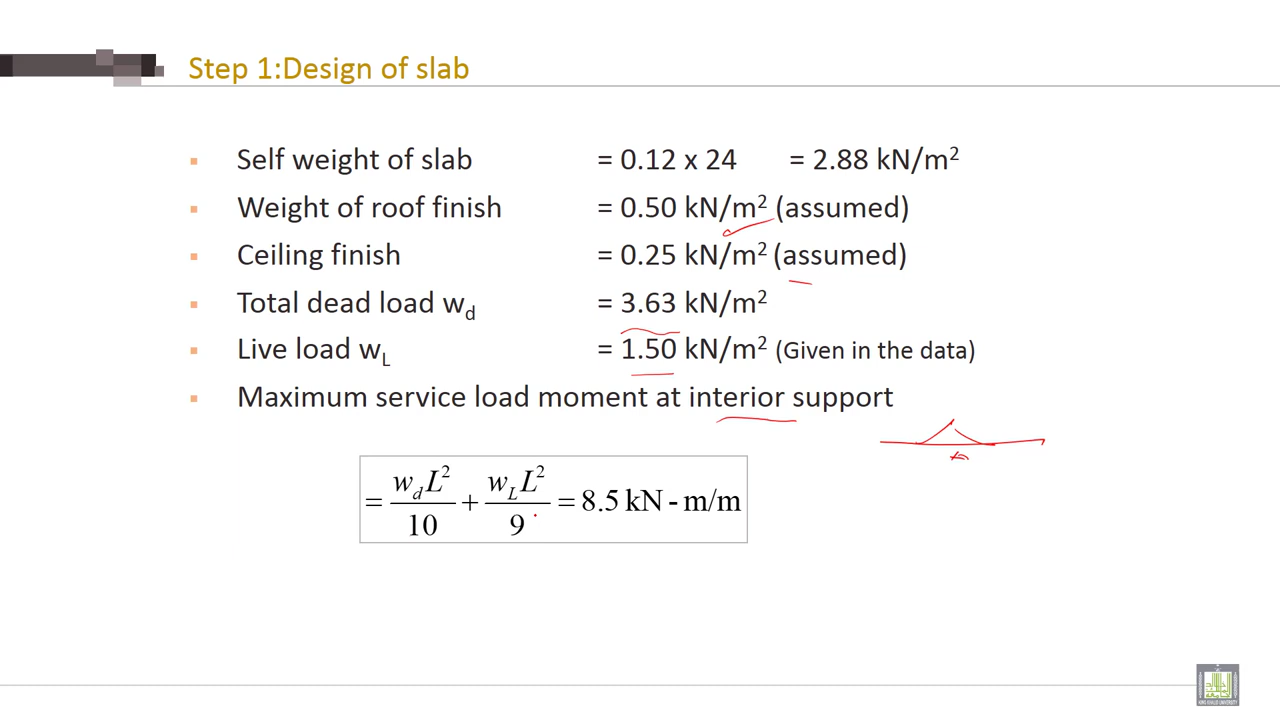 Step 1:Design of slab
▪ Self weight of slab = 0.12 x 24 = 2.88 kN/m²
▪ Weight of roof finish = 0.50 kN/m² (assumed)
▪ Ceiling finish = 0.25 kN/m² (assumed)
▪ Total dead load w_d = 3.63 kN/m²
▪ Live load w_L = 1.50 kN/m² (Given in the data)
▪ Maximum service load moment at interior support
= w_d L²/10 + w_L L²/9 = 8.5 kN - m/m
KING KHALID UNIVERSITY